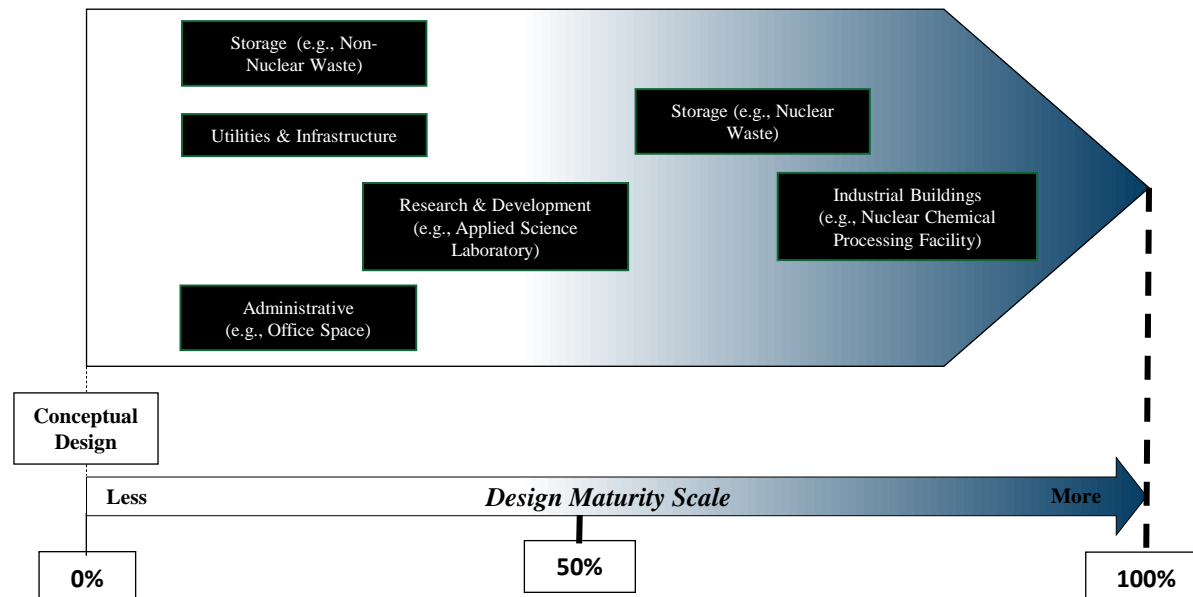 Storage (e.g., Non-
Nuclear Waste)
Storage (e.g., Nuclear
Waste)
Utilities & Infrastructure
Research & Development
(e.g., Applied Science
Laboratory)
Industrial Buildings
(e.g., Nuclear Chemical
Processing Facility)
Administrative
(e.g., Office Space)
Conceptual
Design
Less
Design Maturity Scale
More
0%
50%
100%